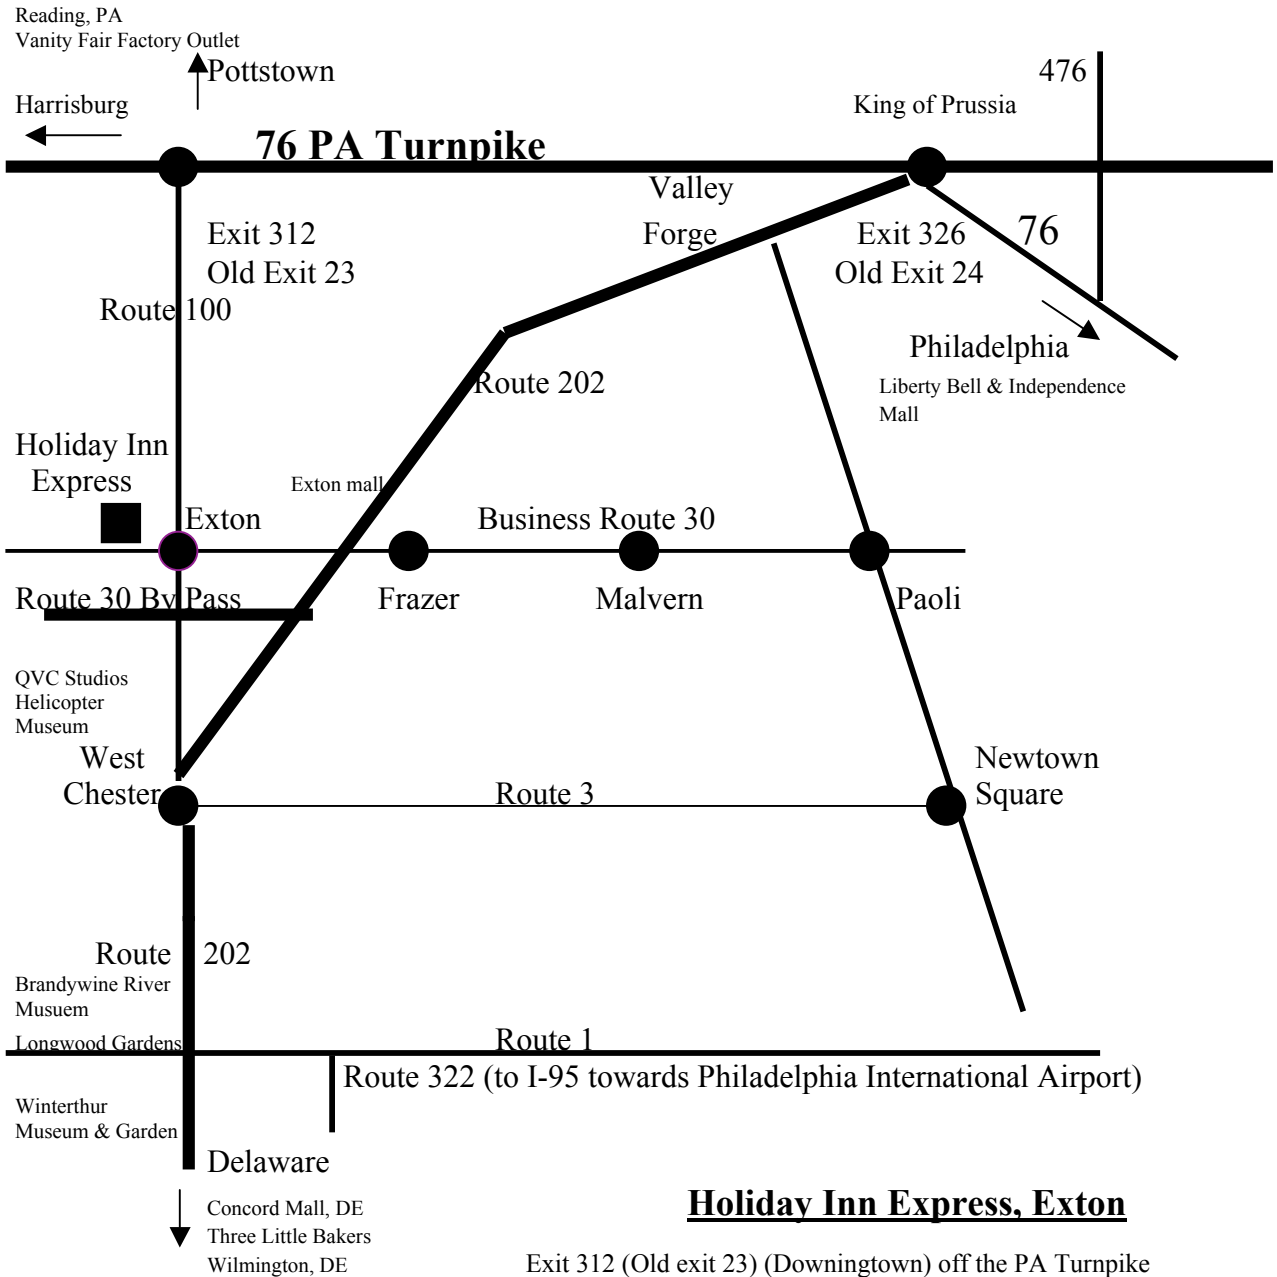 Reading, PA
Vanity Fair Factory Outlet
Pottstown
476
Harrisburg
King of Prussia
76 PA Turnpike
Valley
Forge
Exit 312
Old Exit 23
Exit 326
Old Exit 24
76
Route 100
Philadelphia
Liberty Bell & Independence
Mall
Route 202
Holiday Inn
Express
Exton mall
Exton
Business Route 30
Route 30 By Pass
Frazer
Malvern
Paoli
QVC Studios
Helicopter
Museum
West
Chester
Route 3
Newtown
Square
Route 202
Brandywine River
Musuem
Longwood Gardens
Route 1
Route 322 (to I-95 towards Philadelphia International Airport)
Winterthur
Museum & Garden
Delaware
Concord Mall, DE
Three Little Bakers
Wilmington, DE
Holiday Inn Express, Exton
Exit 312 (Old exit 23) (Downingtown) off the PA Turnpike